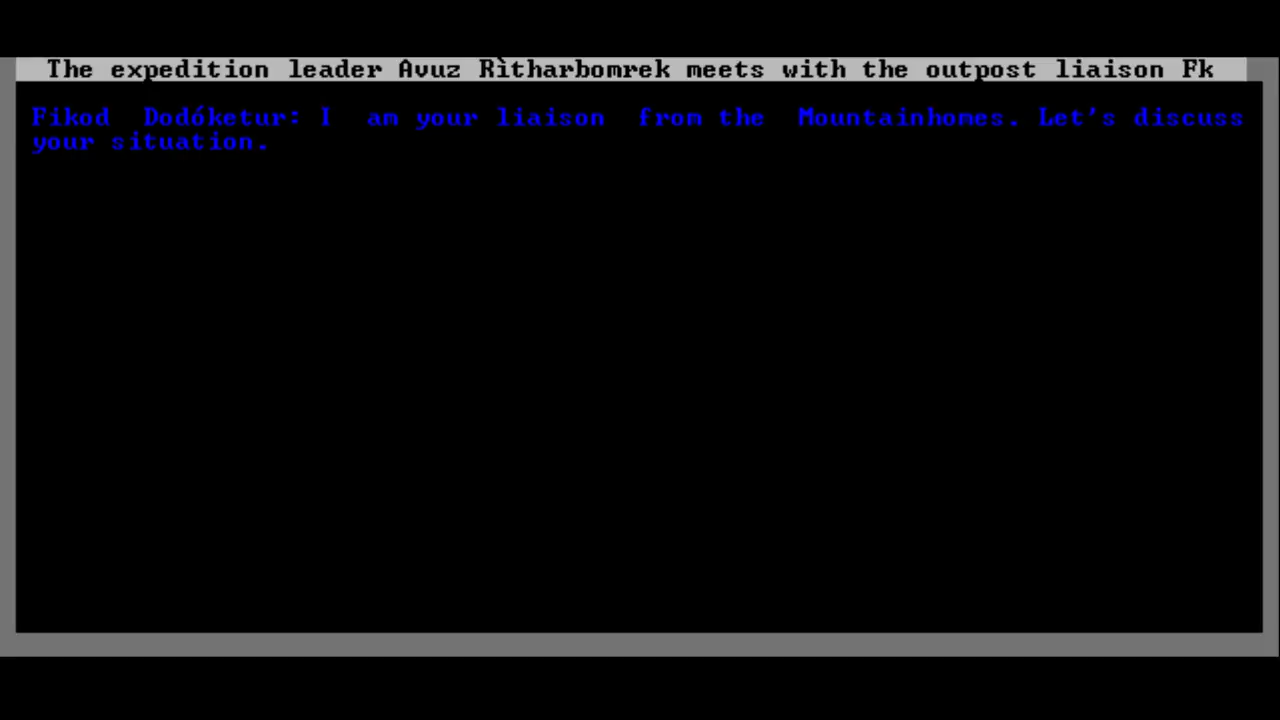 The expedition leader Avuz Rìtharbomrek meets with the outpost liaison Fk
Fikod Dodóketur: I am your liaison from the Mountainhomes. Let's discuss
your situation.